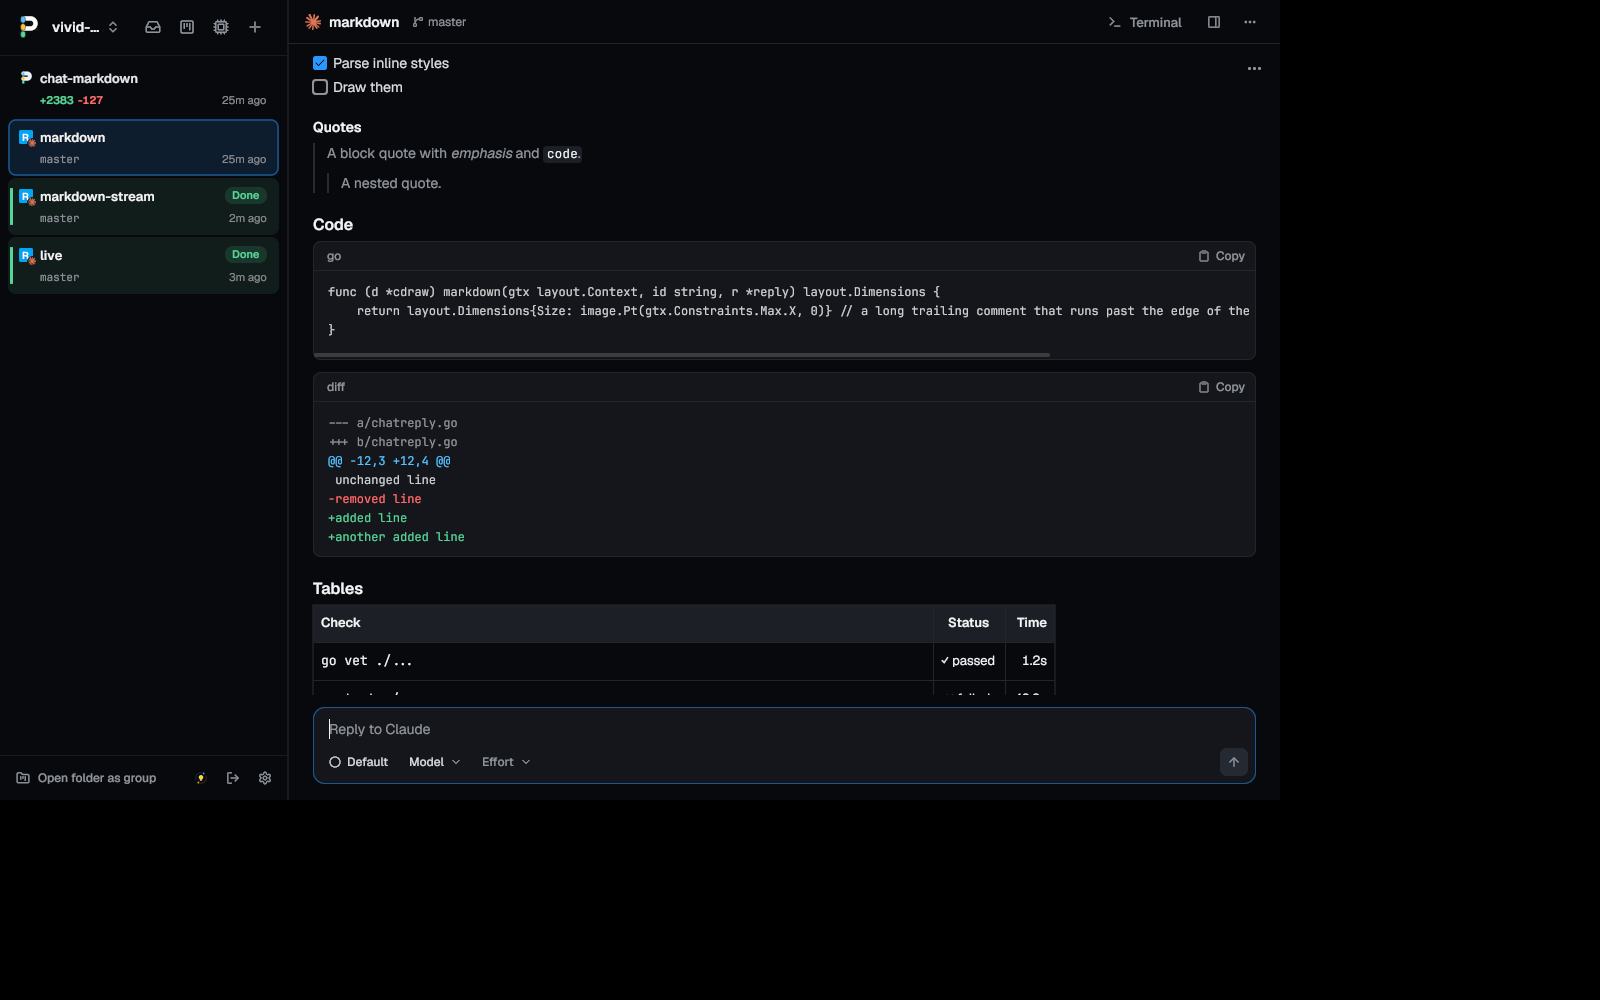 vivid-...
chat-markdown
+2383 -127
25m ago
markdown
master
25m ago
markdown-stream
Done
master
2m ago
live
Done
master
3m ago
Open folder as group
markdown
master
Terminal
Parse inline styles
Draw them
Quotes
A block quote with emphasis and code.
A nested quote.
Code
go
Copy
func (d *cdraw) markdown(gtx layout.Context, id string, r *reply) layout.Dimensions {
return layout.Dimensions{Size: image.Pt(gtx.Constraints.Max.X, 0)} // a long trailing comment that runs past the edge of the
}
diff
Copy
--- a/chatreply.go
+++ b/chatreply.go
@@ -12,3 +12,4 @@
unchanged line
-removed line
+added line
+another added line
Tables
Check Status Time
go vet ./... ✓ passed 1.2s
Reply to Claude
Default Model Effort